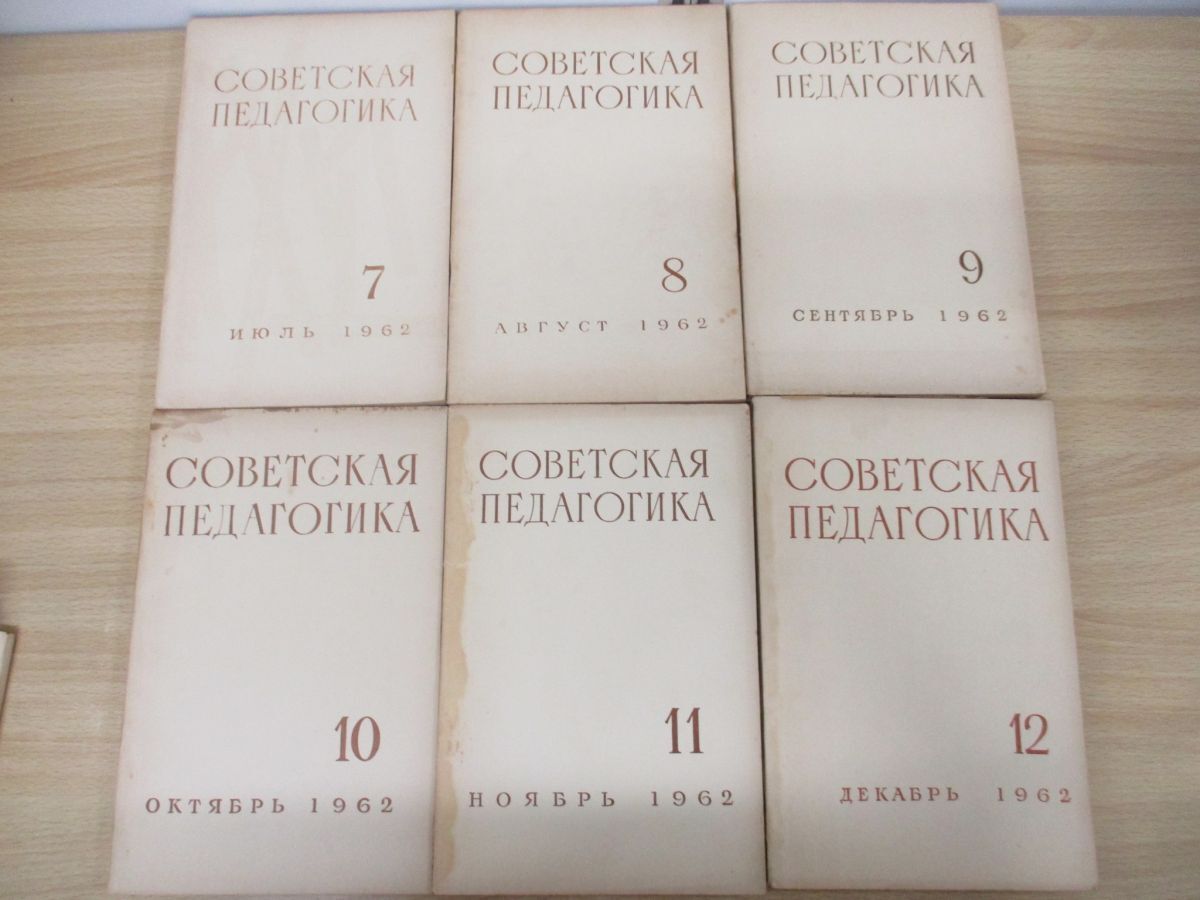 СОВЕТСКАЯ
ПЕДАГОГИКА
7
ИЮЛЬ 1962
СОВЕТСКАЯ
ПЕДАГОГИКА
8
АВГУСТ 1962
СОВЕТСКАЯ
ПЕДАГОГИКА
9
СЕНТЯБРЬ 1962
СОВЕТСКАЯ
ПЕДАГОГИКА
10
ОКТЯБРЬ 1962
СОВЕТСКАЯ
ПЕДАГОГИКА
11
НОЯБРЬ 1962
СОВЕТСКАЯ
ПЕДАГОГИКА
12
ДЕКАБРЬ 1962